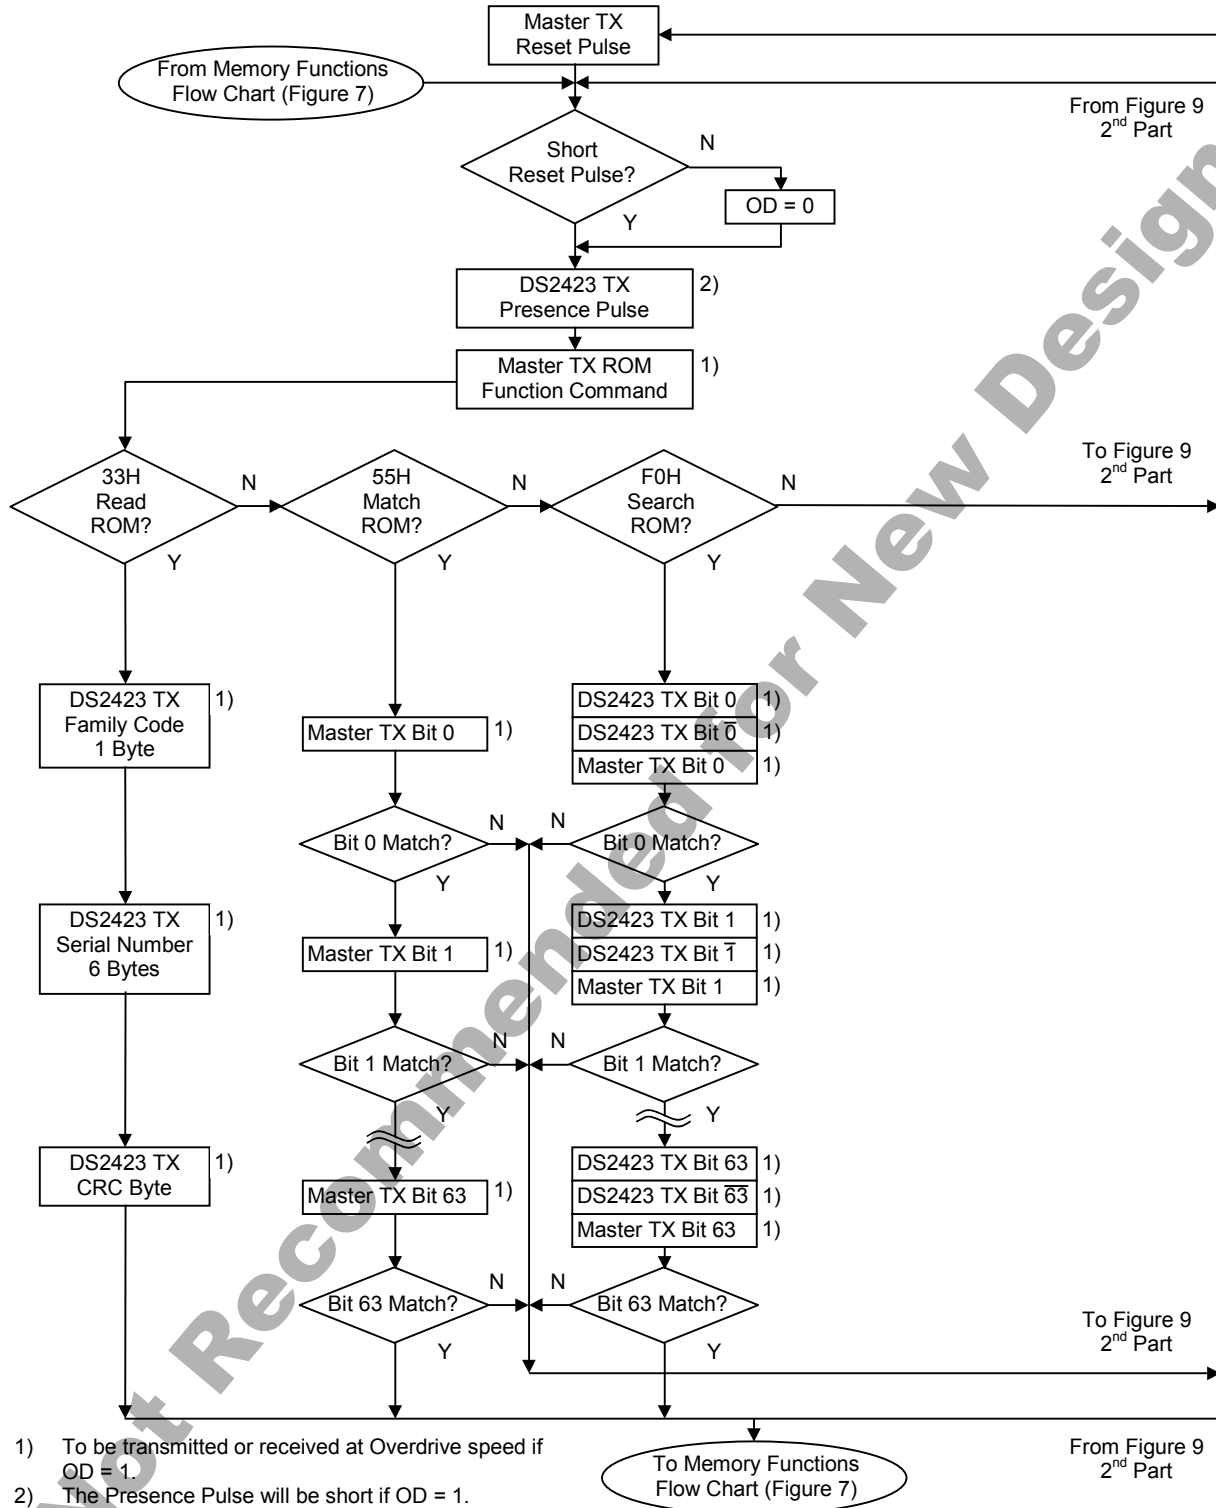 Master TX
Reset Pulse
From Memory Functions
Flow Chart (Figure 7)
From Figure 9
2nd Part
Short
Reset Pulse?
N
OD = 0
Y
DS2423 TX
Presence Pulse
2)
Master TX ROM
Function Command
1)
To Figure 9
2nd Part
33H
Read
ROM?
N
Y
55H
Match
ROM?
N
Y
F0H
Search
ROM?
N
Y
DS2423 TX
Family Code
1 Byte
1)
Master TX Bit 0
1)
DS2423 TX Bit 0
1)
DS2423 TX Bit 0̅
1)
Master TX Bit 0
1)
Bit 0 Match?
N
Y
N
Bit 0 Match?
Y
DS2423 TX
Serial Number
6 Bytes
1)
Master TX Bit 1
1)
DS2423 TX Bit 1
1)
DS2423 TX Bit 1̅
1)
Master TX Bit 1
1)
Bit 1 Match?
N
Y
N
Bit 1 Match?
Y
DS2423 TX
CRC Byte
1)
Master TX Bit 63
1)
DS2423 TX Bit 63
1)
DS2423 TX Bit 6̅3̅
1)
Master TX Bit 63
1)
Bit 63 Match?
N
Y
N
Bit 63 Match?
Y
To Figure 9
2nd Part
1) To be transmitted or received at Overdrive speed if
OD = 1.
2) The Presence Pulse will be short if OD = 1.
To Memory Functions
Flow Chart (Figure 7)
From Figure 9
2nd Part
Not Recommended for New Design